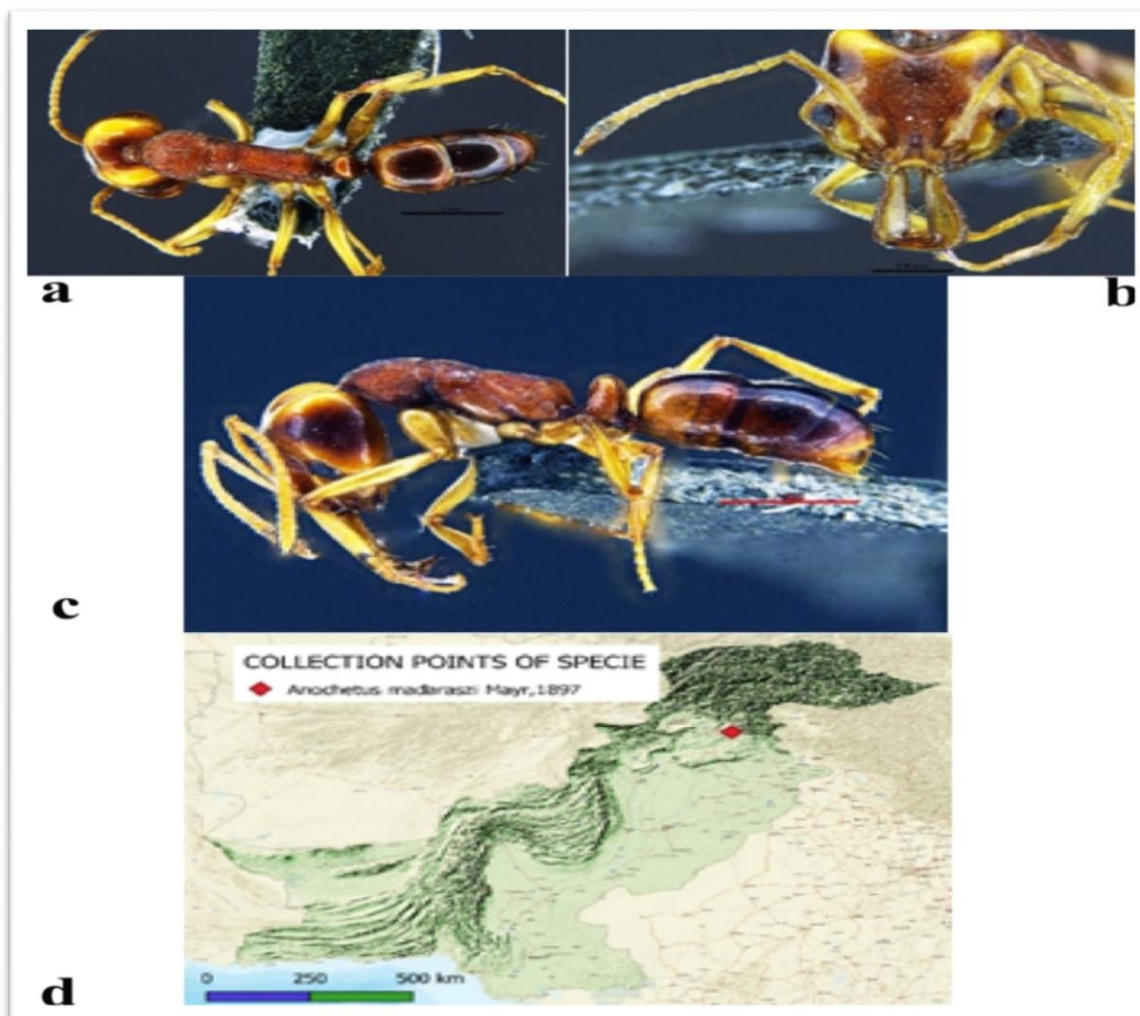 a
b
c
COLLECTION POINTS OF SPECIE
Anochetus madaraszi Mayr,1897
0 250 500 km
d